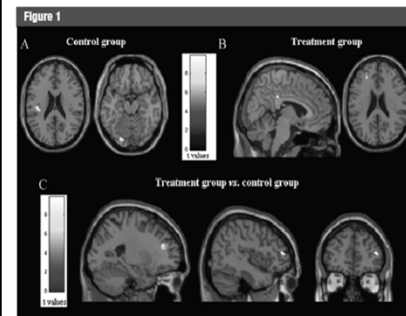 Figure 1
A Control group
B Treatment group
t values
C Treatment group vs. control group
t values